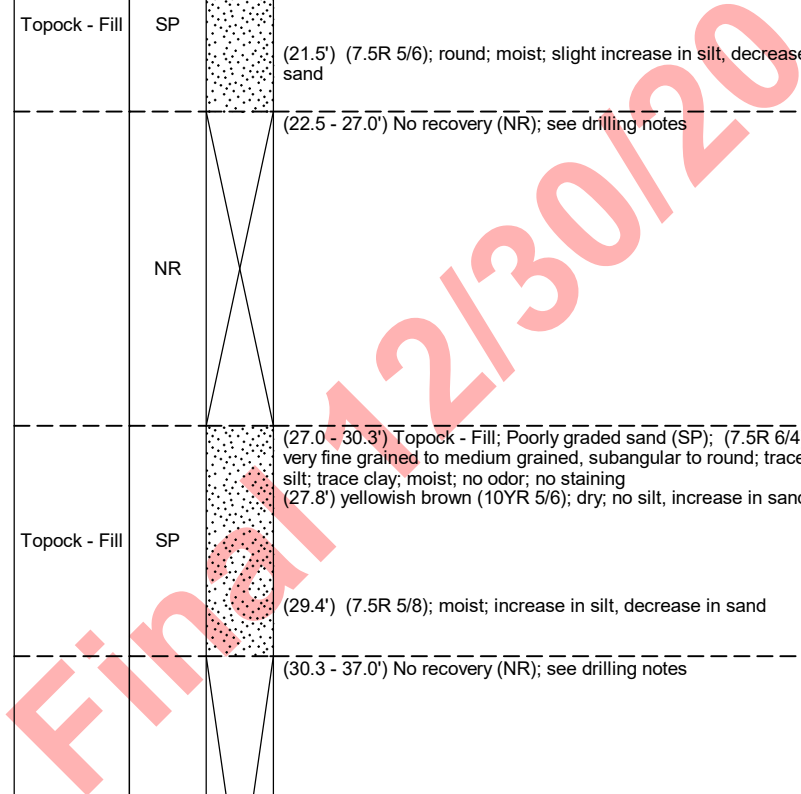 Topock - Fill SP
(21.5') (7.5R 5/6); round; moist; slight increase in silt, decrease
sand
(22.5 - 27.0') No recovery (NR); see drilling notes
NR
(27.0 - 30.3') Topock - Fill; Poorly graded sand (SP); (7.5R 6/4
very fine grained to medium grained, subangular to round; trace
silt; trace clay; moist; no odor; no staining
(27.8') yellowish brown (10YR 5/6); dry; no silt, increase in sand
Topock - Fill SP
(29.4') (7.5R 5/8); moist; increase in silt, decrease in sand
(30.3 - 37.0') No recovery (NR); see drilling notes
Final 12/30/20